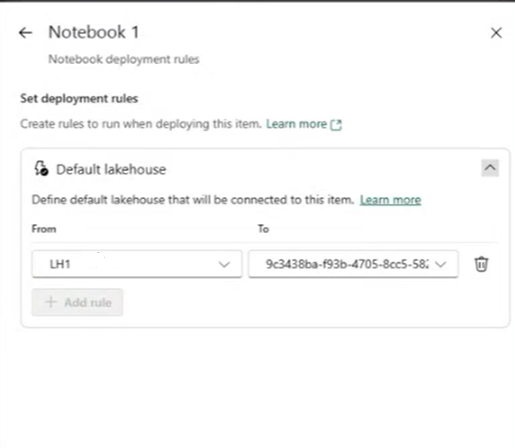 Notebook 1
Notebook deployment rules
Set deployment rules
Create rules to run when deploying this item. Learn more
Default lakehouse
Define default lakehouse that will be connected to this item. Learn more
From To
LH1 9c3438ba-f93b-4705-8cc5-582
+ Add rule